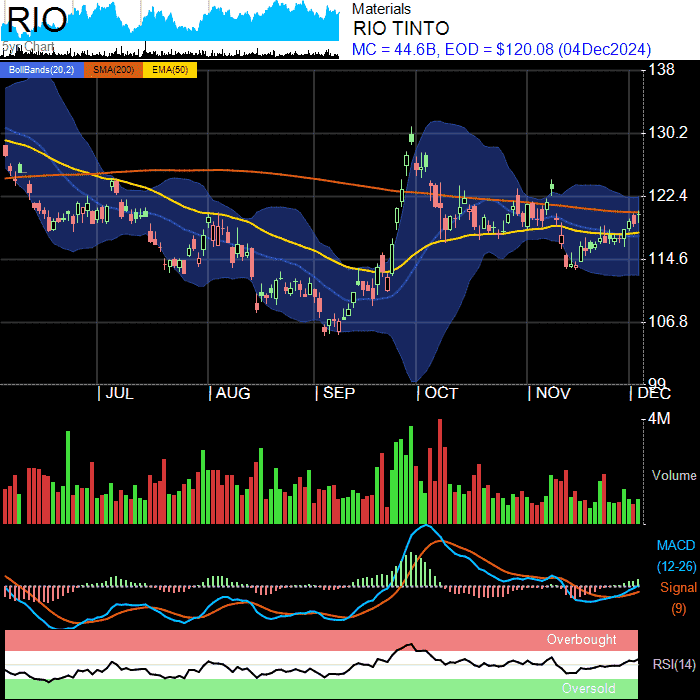 RIO
Materials
RIO TINTO
MC = 44.6B, EOD = $120.08 (04Dec2024)
BollBands(20,2) SMA(200) EMA(50)
138
130.2
122.4
114.6
106.8
99
| JUL | AUG | SEP | OCT | NOV | DEC
4M
Volume
MACD
(12-26)
Signal
(9)
Overbought
RSI(14)
Oversold